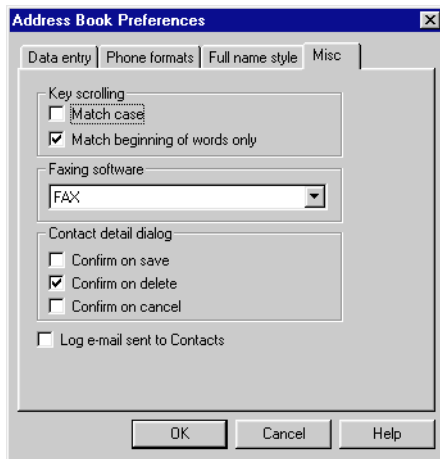 Address Book Preferences
Data entry Phone formats Full name style Misc
Key scrolling
Match case
Match beginning of words only
Faxing software
FAX
Contact detail dialog
Confirm on save
Confirm on delete
Confirm on cancel
Log e-mail sent to Contacts
OK Cancel Help